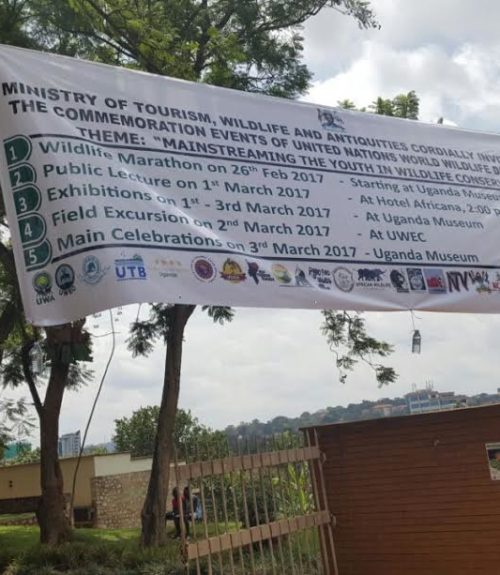 MINISTRY OF TOURISM, WILDLIFE AND ANTIQUITIES CORDIALLY
THE COMMEMORATION EVENTS OF UNITED NATIONS WORLD WILDLIFE
THEME: "MAINSTREAMING THE YOUTH IN WILDLIFE
1 Wildlife Marathon on 26th Feb 2017 - Starting at Uganda Museum
2 Public Lecture on 1st March 2017 - At Hotel Africana, 2:00
3 Exhibitions on 1st - 3rd March 2017 - At Uganda Museum
4 Field Excursion on 2nd March 2017 - At UWEC
5 Main Celebrations on 3rd March 2017 - Uganda Museum
UWA UWEC UTB Uganda NTV